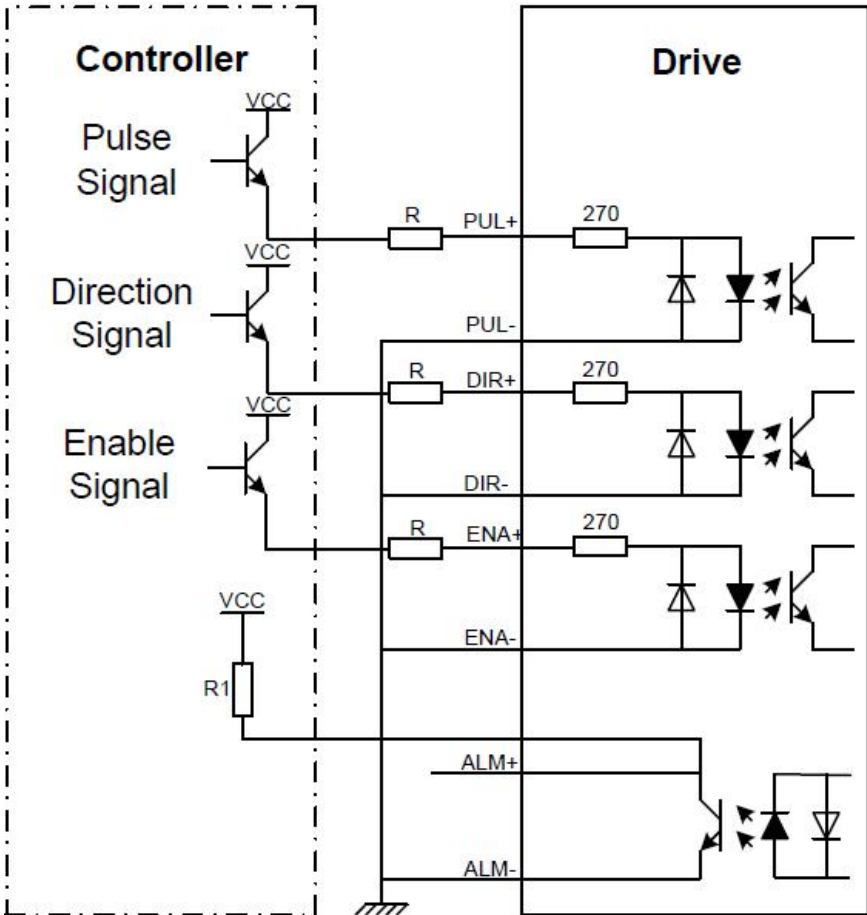 Controller
Drive
VCC
Pulse
Signal
R
PUL+
270
VCC
Direction
Signal
PUL-
R
DIR+
270
VCC
Enable
Signal
DIR-
R
ENA+
270
VCC
ENA-
R1
ALM+
ALM-